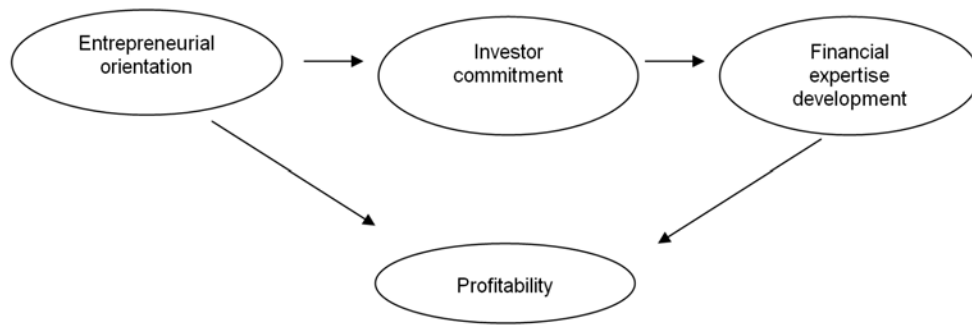 Entrepreneurial
orientation
Investor
commitment
Financial
expertise
development
Profitability